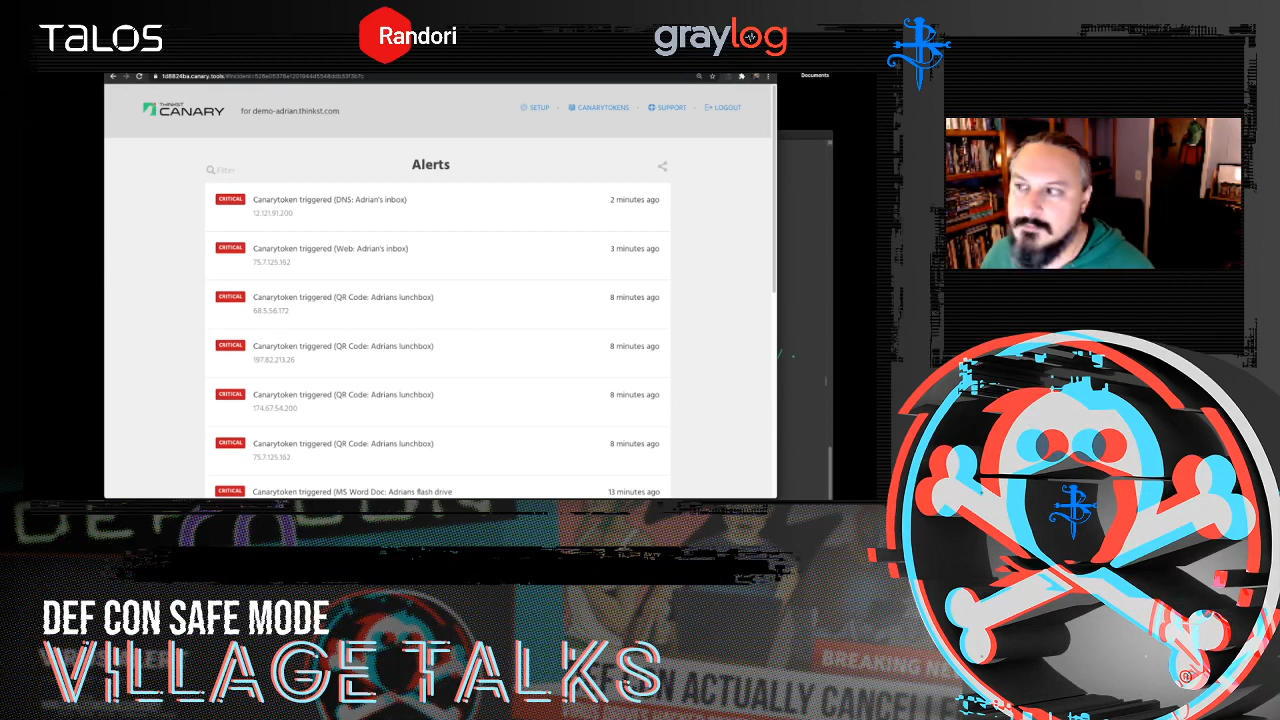 TALOS
Randori
graylog
Documents
THINKST
CANARY
for demo-adrian.thinkst.com
SETUP
CANARYTOKENS
SUPPORT
LOGOUT
Filter
Alerts
CRITICAL
Canarytoken triggered (DNS: Adrian's inbox)
2 minutes ago
12.121.91.200
CRITICAL
Canarytoken triggered (Web: Adrian's inbox)
3 minutes ago
75.7.125.162
CRITICAL
Canarytoken triggered (QR Code: Adrians lunchbox)
8 minutes ago
68.5.56.172
CRITICAL
Canarytoken triggered (QR Code: Adrians lunchbox)
8 minutes ago
197.82.213.26
CRITICAL
Canarytoken triggered (QR Code: Adrians lunchbox)
8 minutes ago
174.67.54.200
CRITICAL
Canarytoken triggered (QR Code: Adrians lunchbox)
8 minutes ago
75.7.125.162
CRITICAL
Canarytoken triggered (MS Word Doc: Adrians flash drive
13 minutes ago
DEF CON SAFE MODE
VILLAGE TALKS
BREAKING
CON ACTUALLY